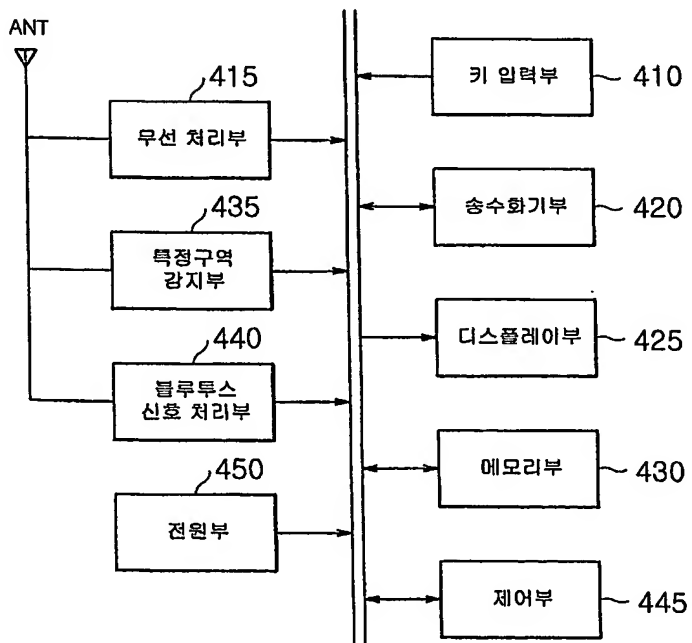 ANT
415
무선 처리부
435
특정구역
감지부
440
블루투스
신호 처리부
450
전원부
키 입력부
410
송수화기부
420
디스플레이부
425
메모리부
430
제어부
445